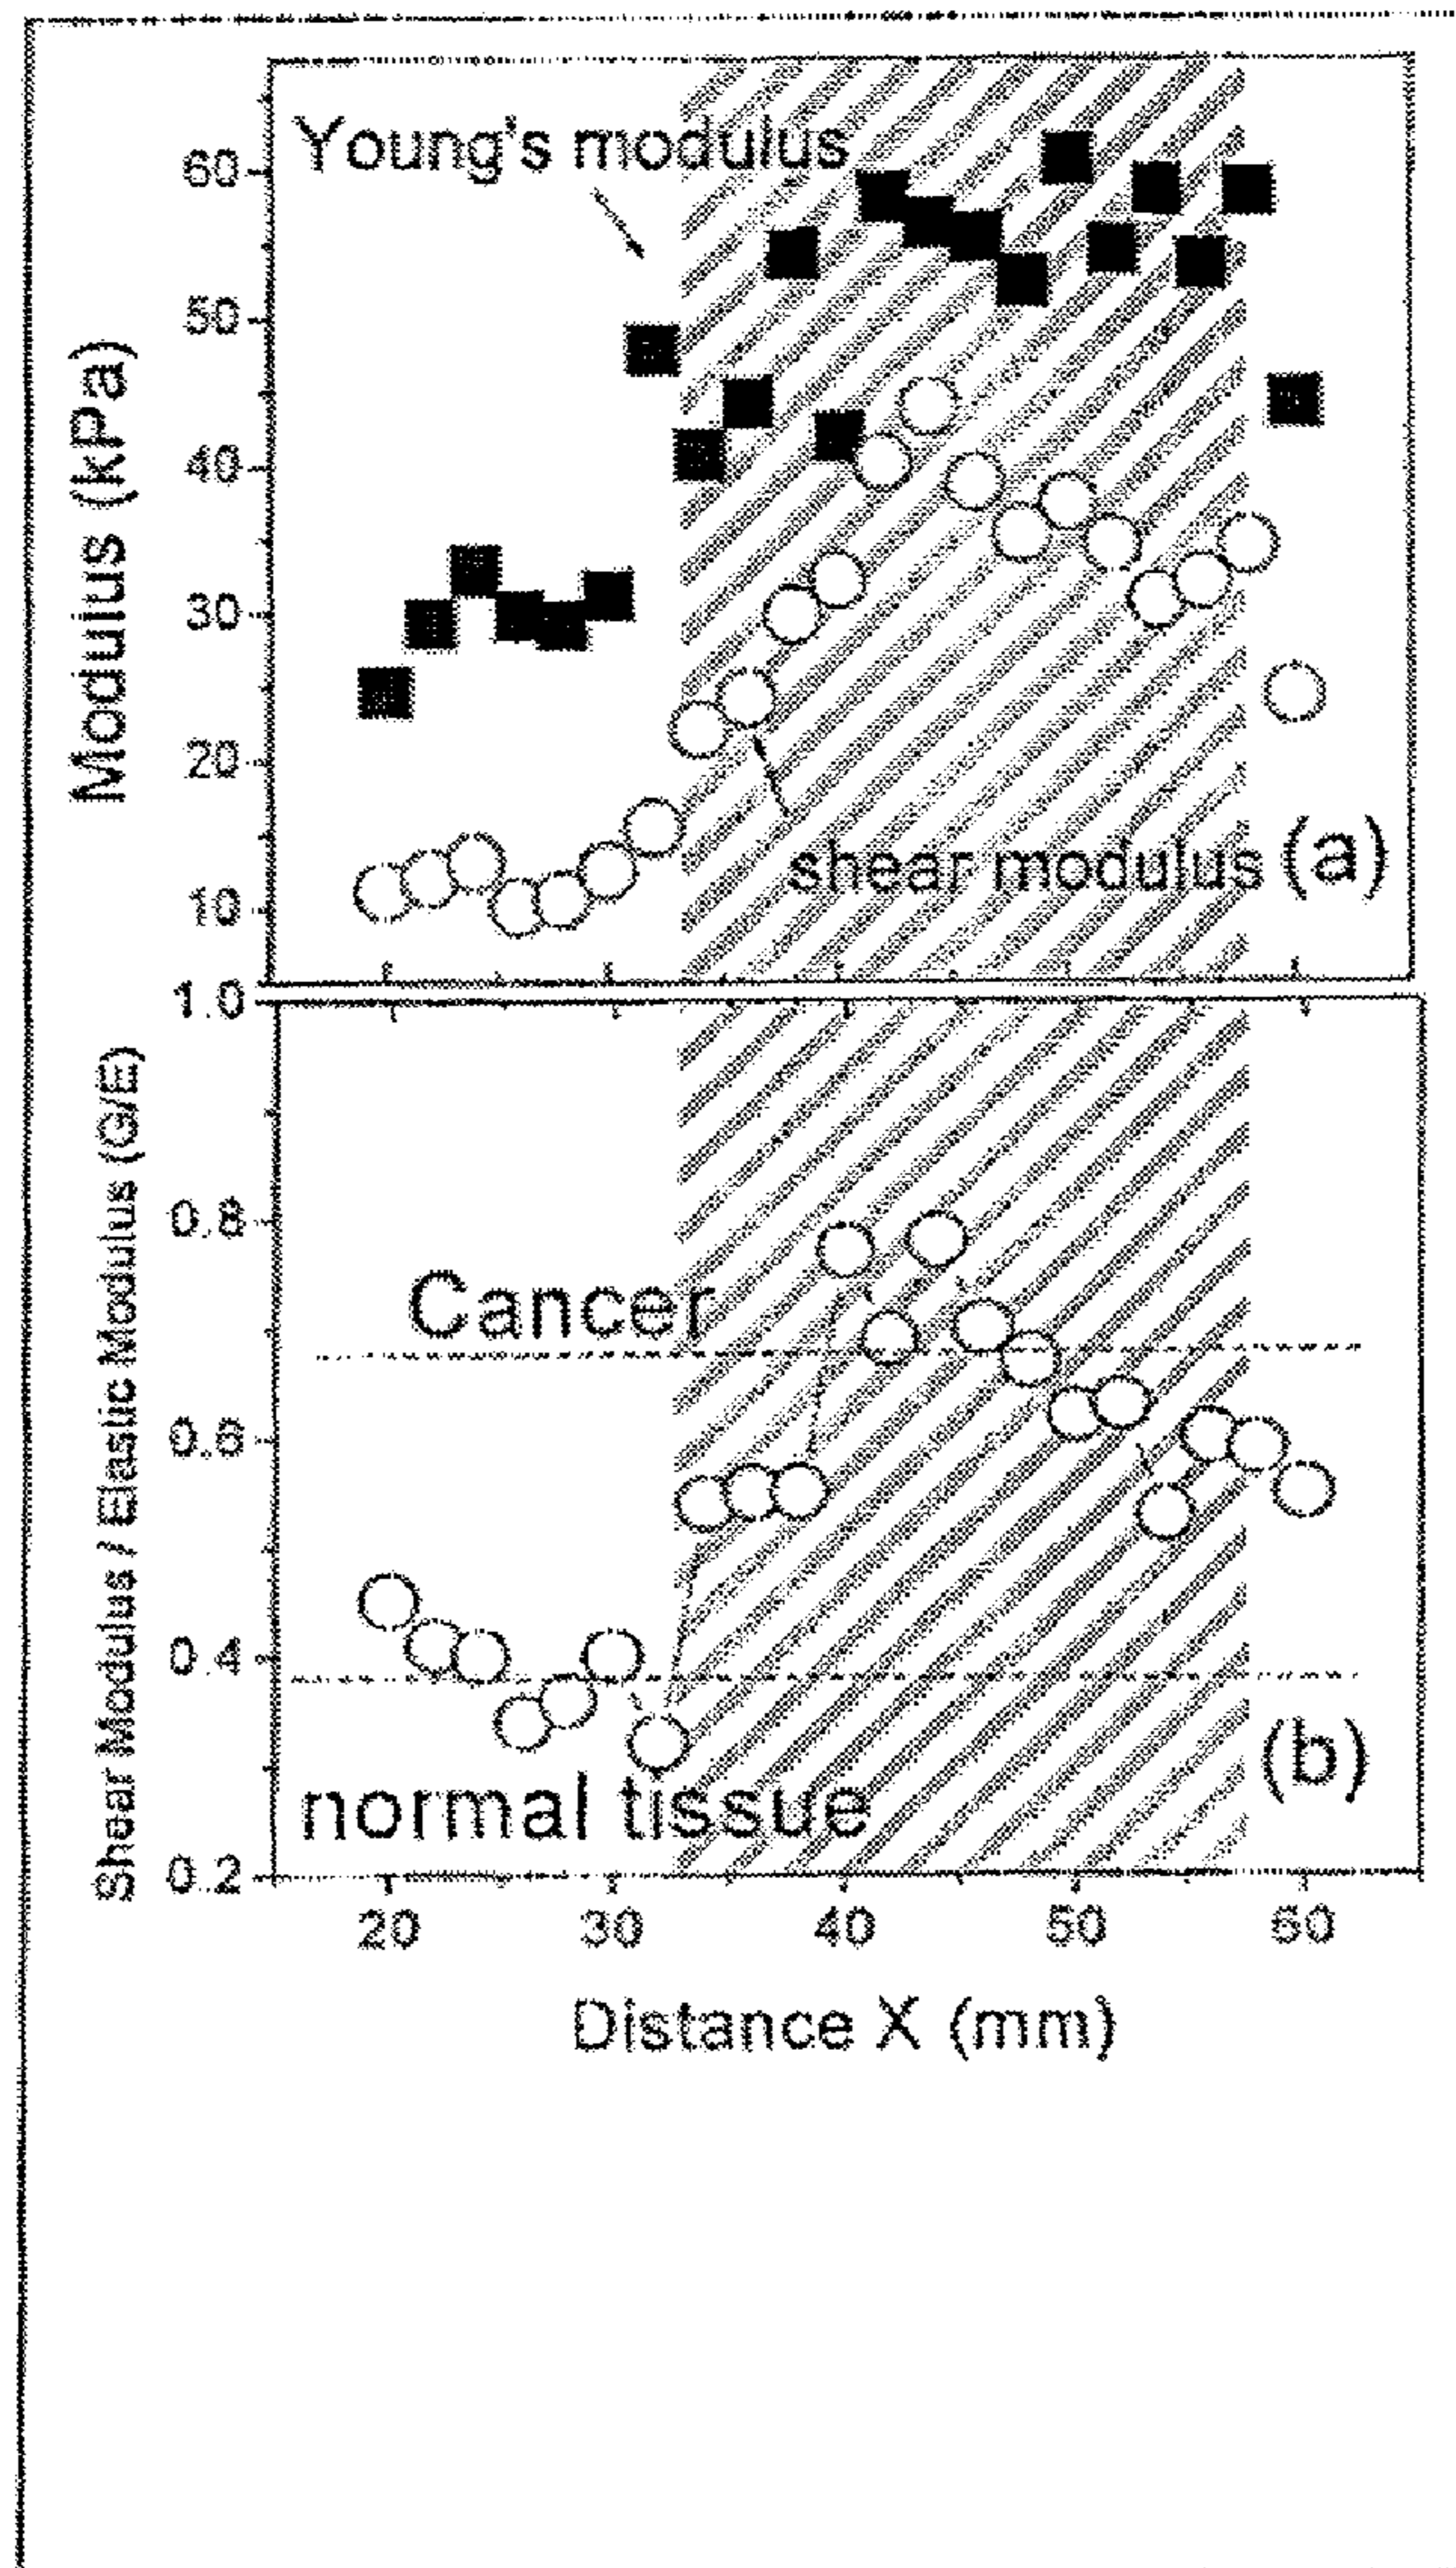 Young's modulus
60
50
40
30
20
10
Modulus (kPa)
shear modulus (a)
1.0
0.8
0.6
0.4
0.2
Shear Modulus / Elastic Modulus (G/E)
Cancer
normal tissue
(b)
20 30 40 50 60
Distance X (mm)